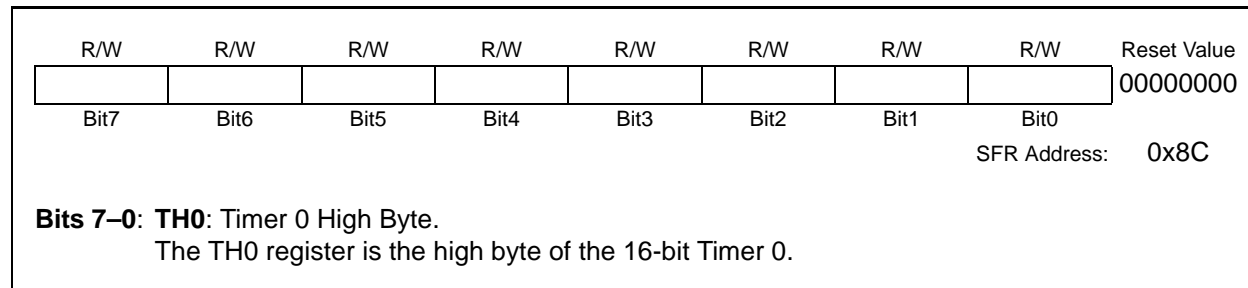 R/W R/W R/W R/W R/W R/W R/W R/W Reset Value
00000000
Bit7 Bit6 Bit5 Bit4 Bit3 Bit2 Bit1 Bit0
SFR Address: 0x8C
Bits 7–0: TH0: Timer 0 High Byte.
The TH0 register is the high byte of the 16-bit Timer 0.